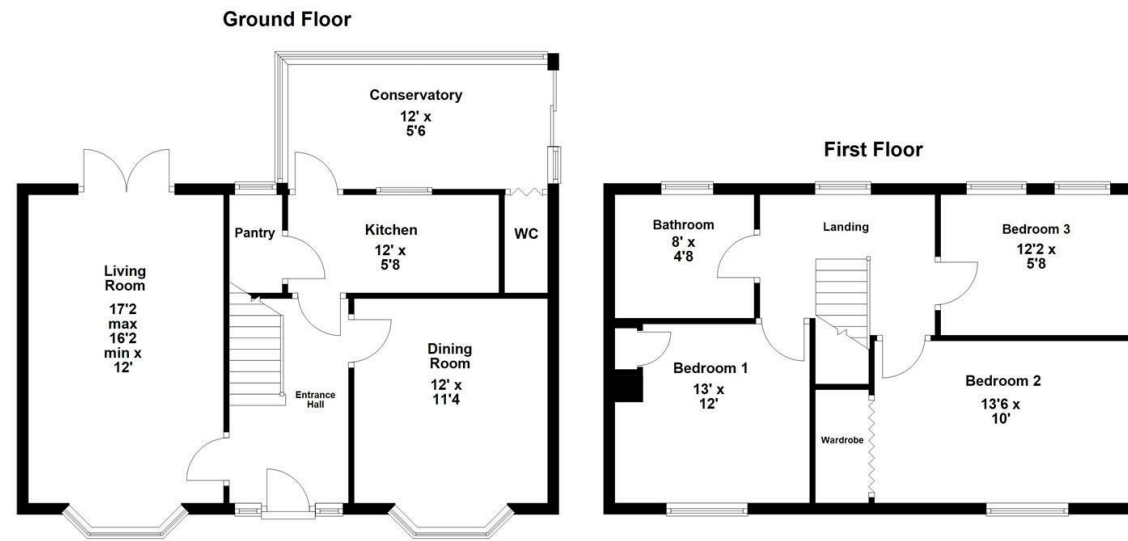 Ground Floor
Conservatory
12' x
5'6
Pantry
Kitchen
12' x
5'8
WC
Living
Room
17'2
max
16'2
min x
12'
Entrance
Hall
Dining
Room
12' x
11'4
First Floor
Bathroom
8' x
4'8
Landing
Bedroom 3
12'2 x
5'8
Bedroom 1
13' x
12'
Wardrobe
Bedroom 2
13'6 x
10'